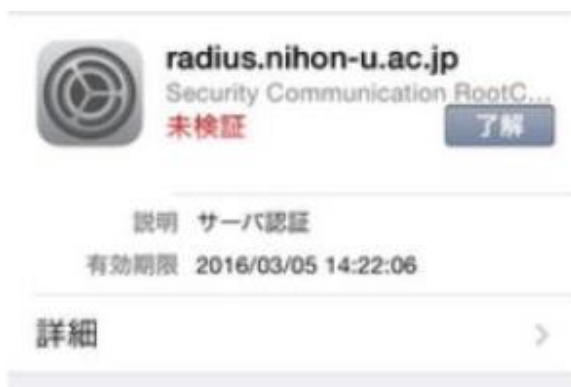 radius.nihon-u.ac.jp
Security Communication RootC...
未検証
了解
説明 サーバ認証
有効期限 2016/03/05 14:22:06
詳細